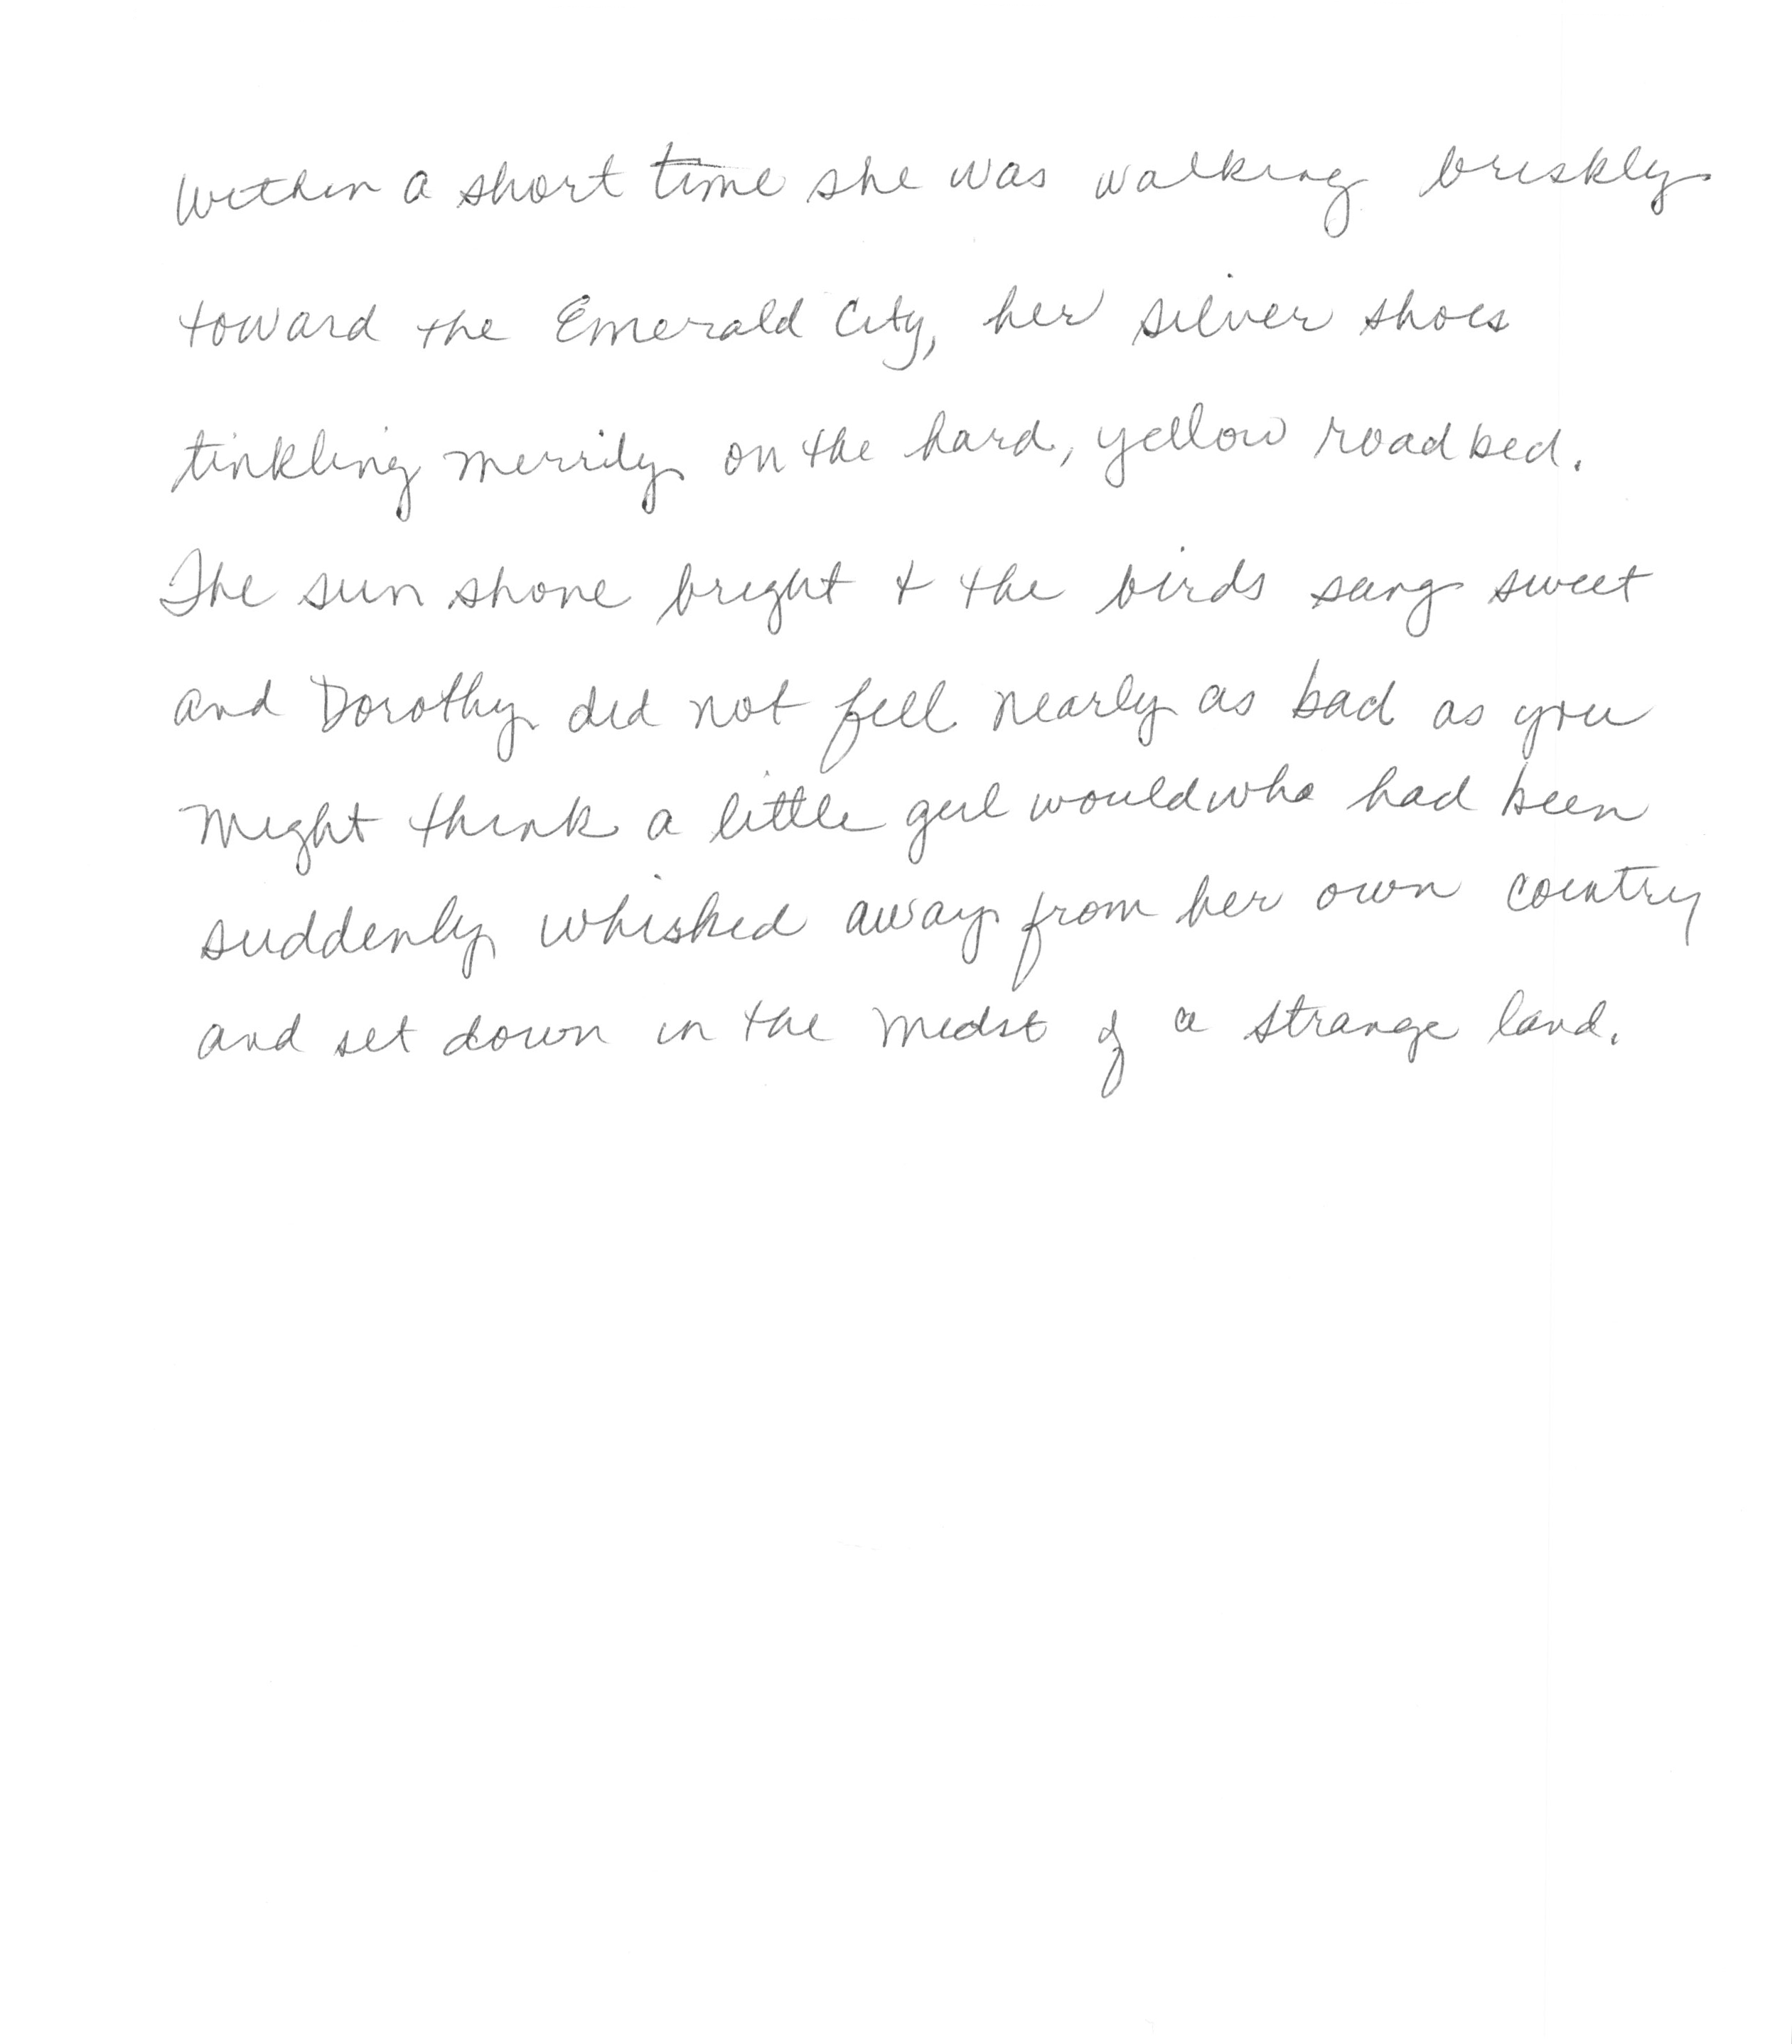 Within a short time she was walking briskly
toward the Emerald City, her silver shoes
tinkling merrily on the hard, yellow roadbed.
The sun shone bright & the birds sang sweet
and Dorothy did not feel nearly as bad as you
might think a little girl would who had been
suddenly whisked away from her own country
and set down in the midst of a strange land.